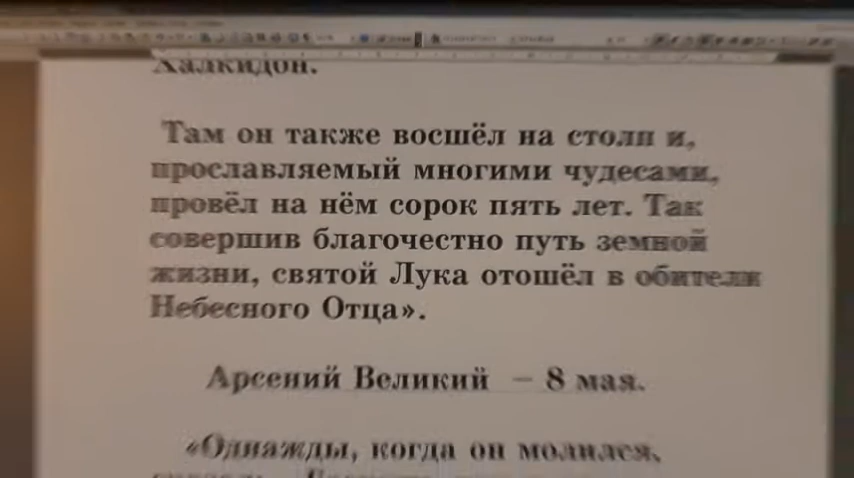 Халкидон.
Там он также восшёл на столп и,
прославляемый многими чудесами,
провёл на нём сорок пять лет. Так
совершив благочестно путь земной
жизни, святой Лука отошёл в обители
Небесного Отца».
Арсений Великий – 8 мая.
«Однажды, когда он молился,